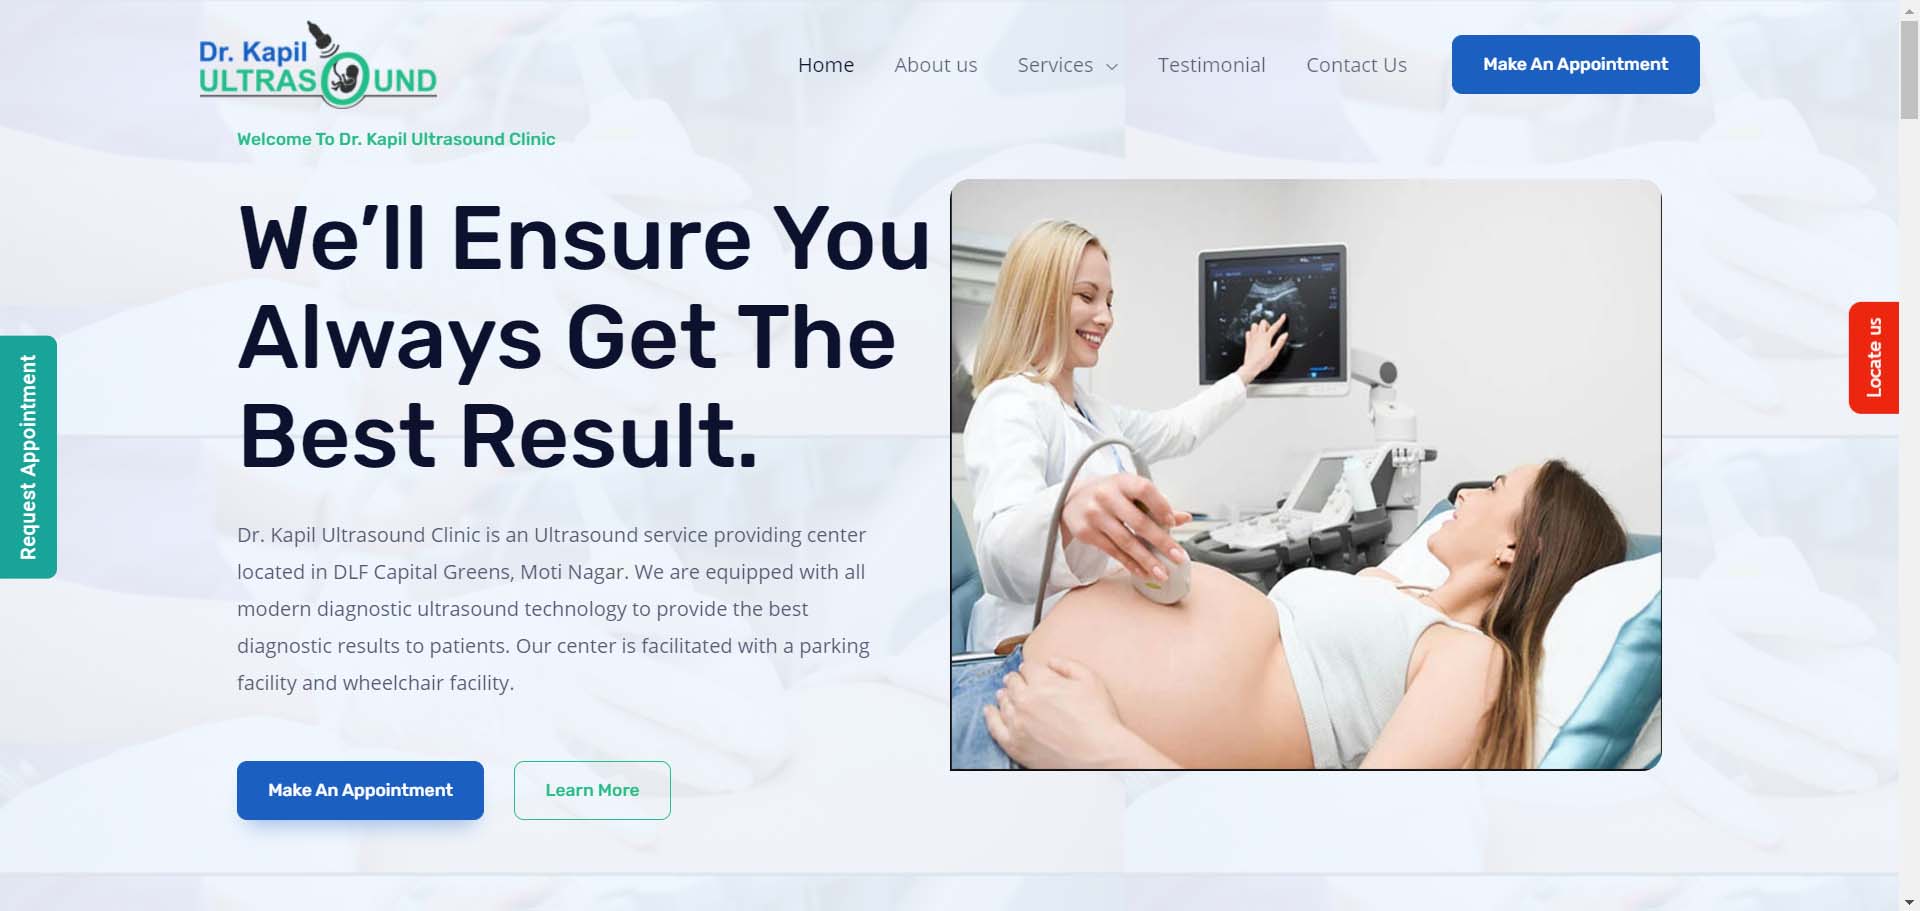 Dr. Kapil
ULTRASOUND
Home
About us
Services
Testimonial
Contact Us
Make An Appointment
Welcome To Dr. Kapil Ultrasound Clinic
We’ll Ensure You
Always Get The
Best Result.
Dr. Kapil Ultrasound Clinic is an Ultrasound service providing center
located in DLF Capital Greens, Moti Nagar. We are equipped with all
modern diagnostic ultrasound technology to provide the best
diagnostic results to patients. Our center is facilitated with a parking
facility and wheelchair facility.
Make An Appointment
Learn More
Request Appointment
Locate us